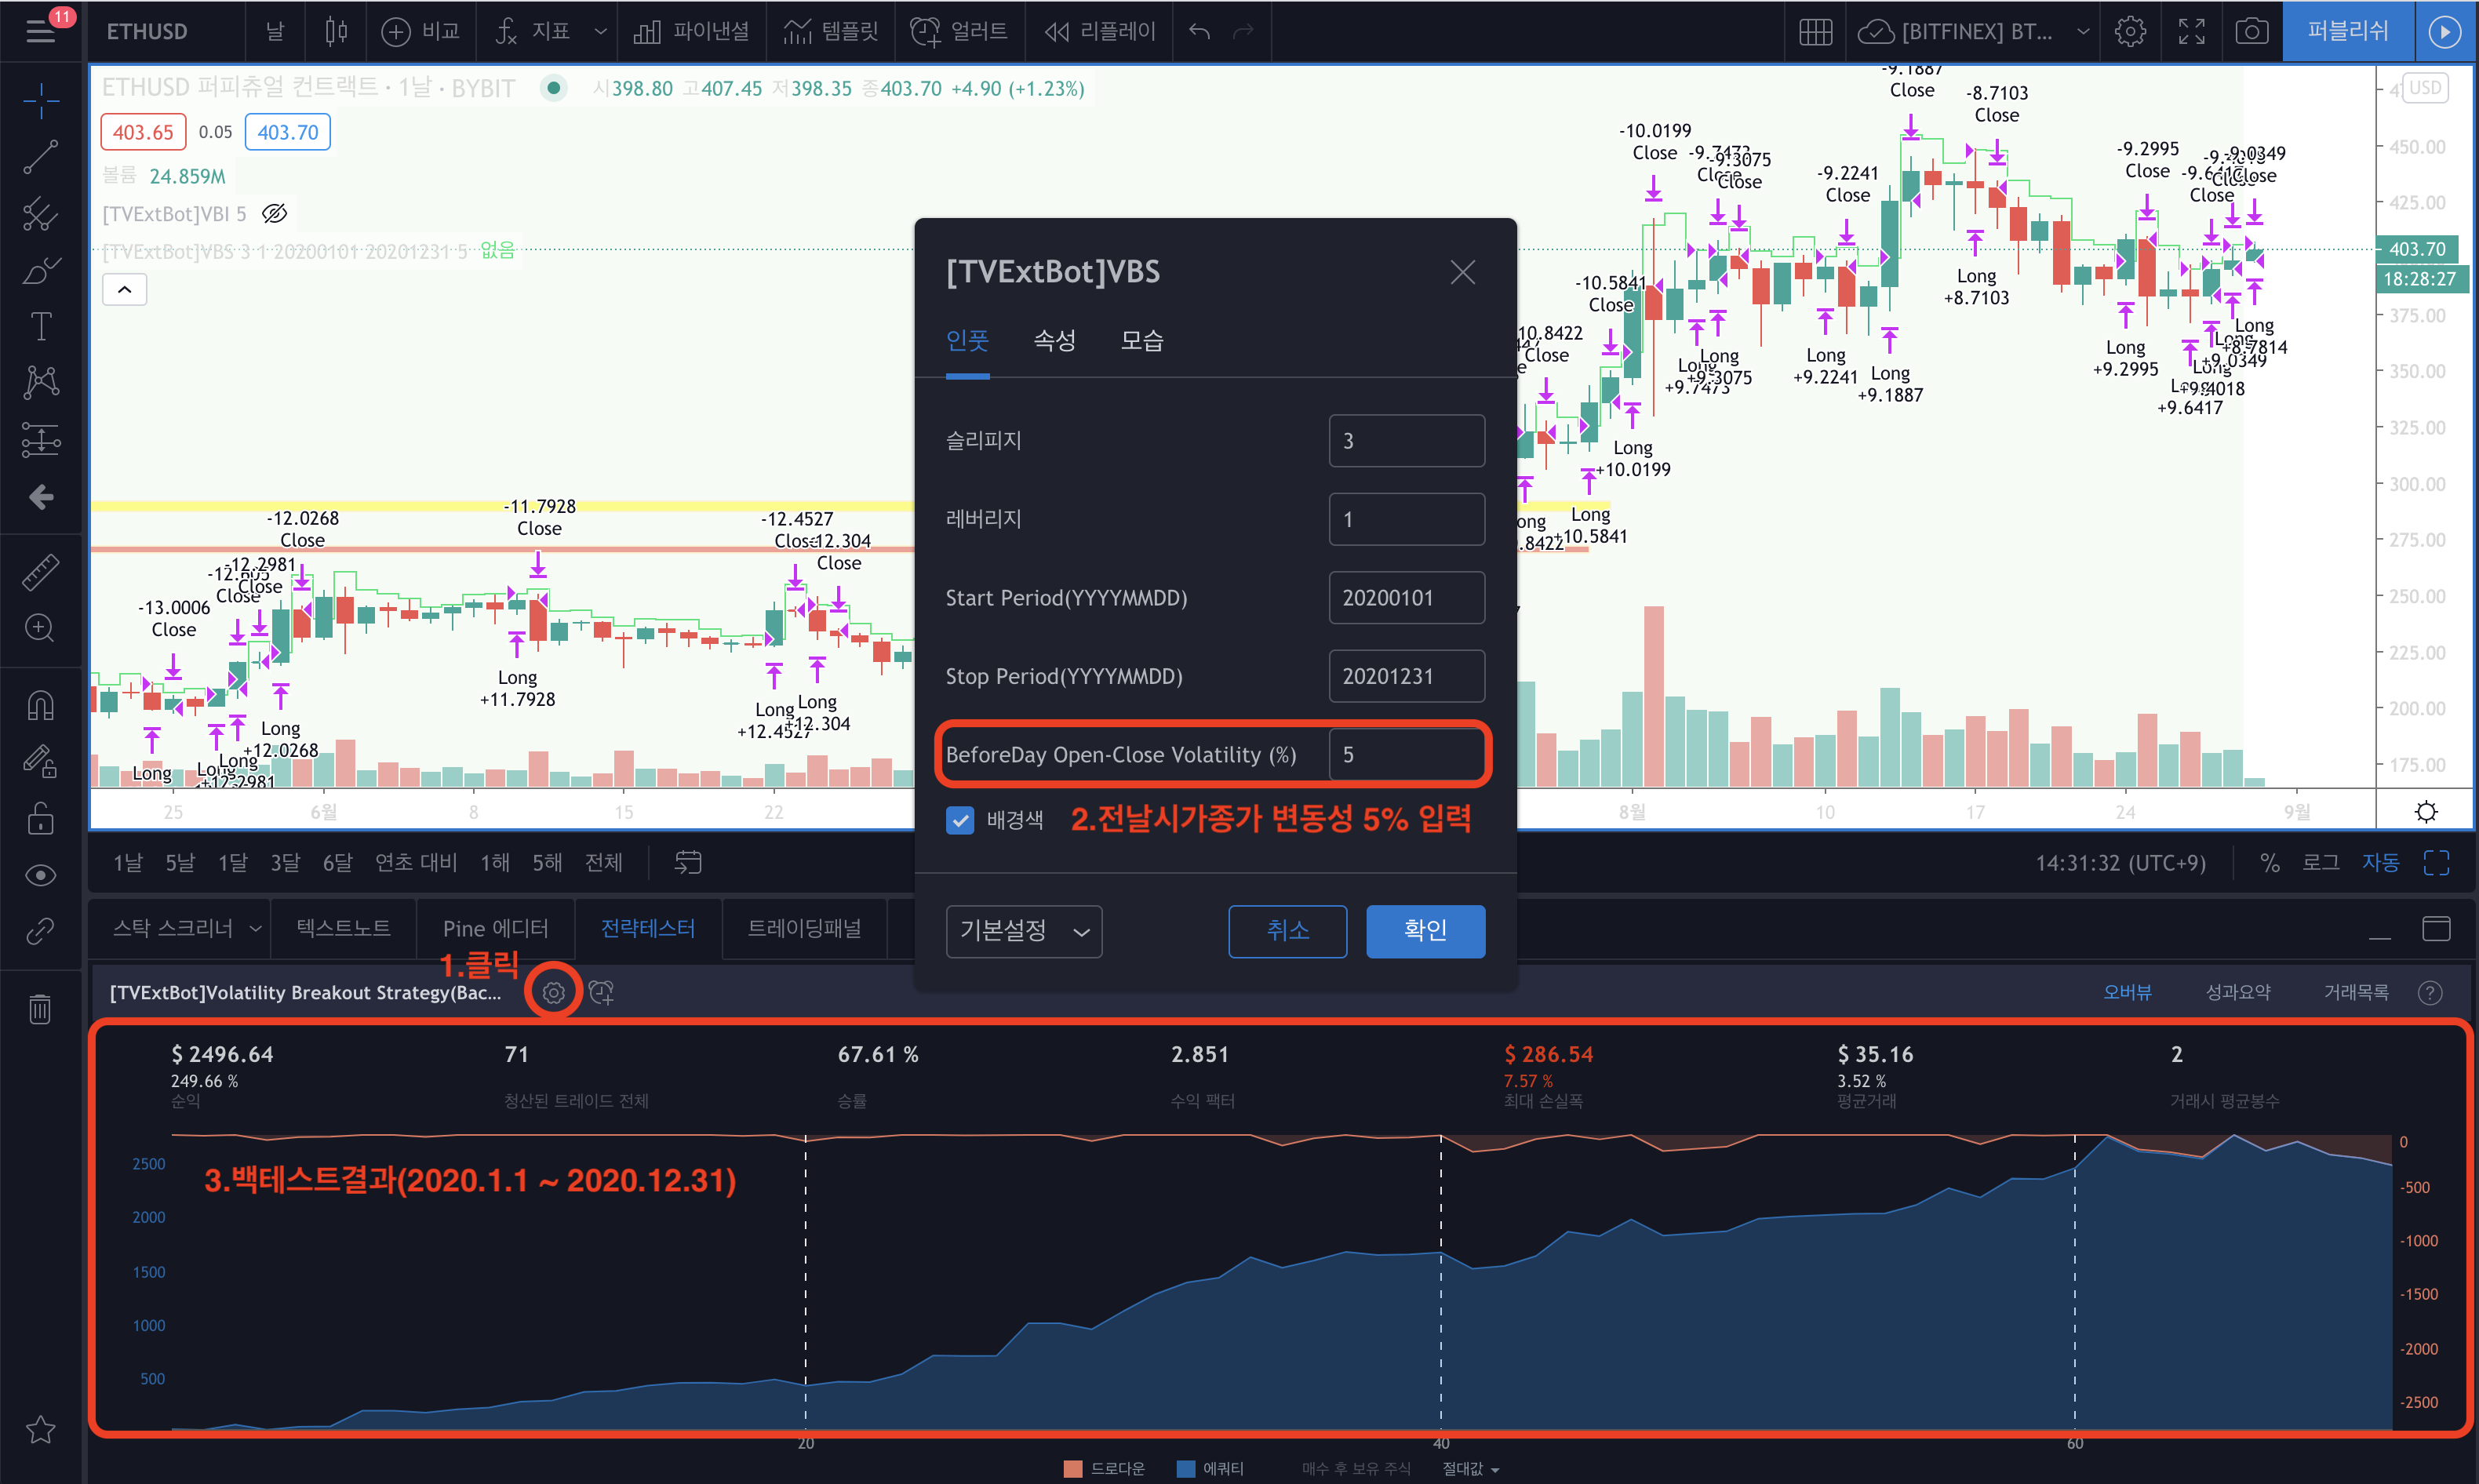 11
ETHUSD
날
비교
지표
파이낸셜
템플릿
얼러트
리플레이
[BITFINEX] BT...
퍼블리쉬
ETHUSD 퍼피츄얼 컨트랙트 · 1날 · BYBIT
시398.80 고407.45 저398.35 종403.70 +4.90 (+1.23%)
403.65
0.05
403.70
볼륨 24.859M
[TVExtBot]VBI 5
[TVExtBot]VBS 3 1 20200101 20201231 5 없음
USD
450.00
425.00
403.70
18:28:27
375.00
350.00
325.00
300.00
275.00
250.00
225.00
200.00
175.00
-9.1887
Close
-8.7103
Close
-10.0199
Close
-9.3075
Close
-9.2241
Close
-9.2995
Close
-9.0349
Close
-10.5841
Close
10.8422
Close
Long
+8.7103
Long
+9.3075
Long
+9.2241
Long
+9.1887
Long
+9.2995
Long
+8.7814
+9.0349
+9.4018
+9.6417
Long
+10.0199
Long
+10.5841
-13.0006
Close
-12.2981
Close
-12.0268
Close
-11.7928
Close
-12.4527
Close
-12.304
Close
Long
Long
+12.2981
Long
+12.0268
Long
+11.7928
Long
+12.4527
Long
+12.304
25
6월
8
15
22
8월
10
17
24
9월
[TVExtBot]VBS
인풋
속성
모습
슬리피지
3
레버리지
1
Start Period(YYYYMMDD)
20200101
Stop Period(YYYYMMDD)
20201231
BeforeDay Open-Close Volatility (%)
5
배경색
2.전날시가종가 변동성 5% 입력
기본설정
취소
확인
1날
5날
1달
3달
6달
연초 대비
1해
5해
전체
14:31:32 (UTC+9)
%
로그
자동
스탁 스크리너
텍스트노트
Pine 에디터
전략테스터
트레이딩패널
1.클릭
[TVExtBot]Volatility Breakout Strategy(Bac...
오버뷰
성과요약
거래목록
?
$ 2496.64
249.66 %
순익
71
청산된 트레이드 전체
67.61 %
승률
2.851
수익 팩터
$ 286.54
7.57 %
최대 손실폭
$ 35.16
3.52 %
평균거래
2
거래시 평균봉수
3.백테스트결과(2020.1.1 ~ 2020.12.31)
2500
2000
1500
1000
500
0
-500
-1000
-1500
-2000
-2500
20
40
60
드로다운
에쿼티
매수 후 보유 주식
절대값